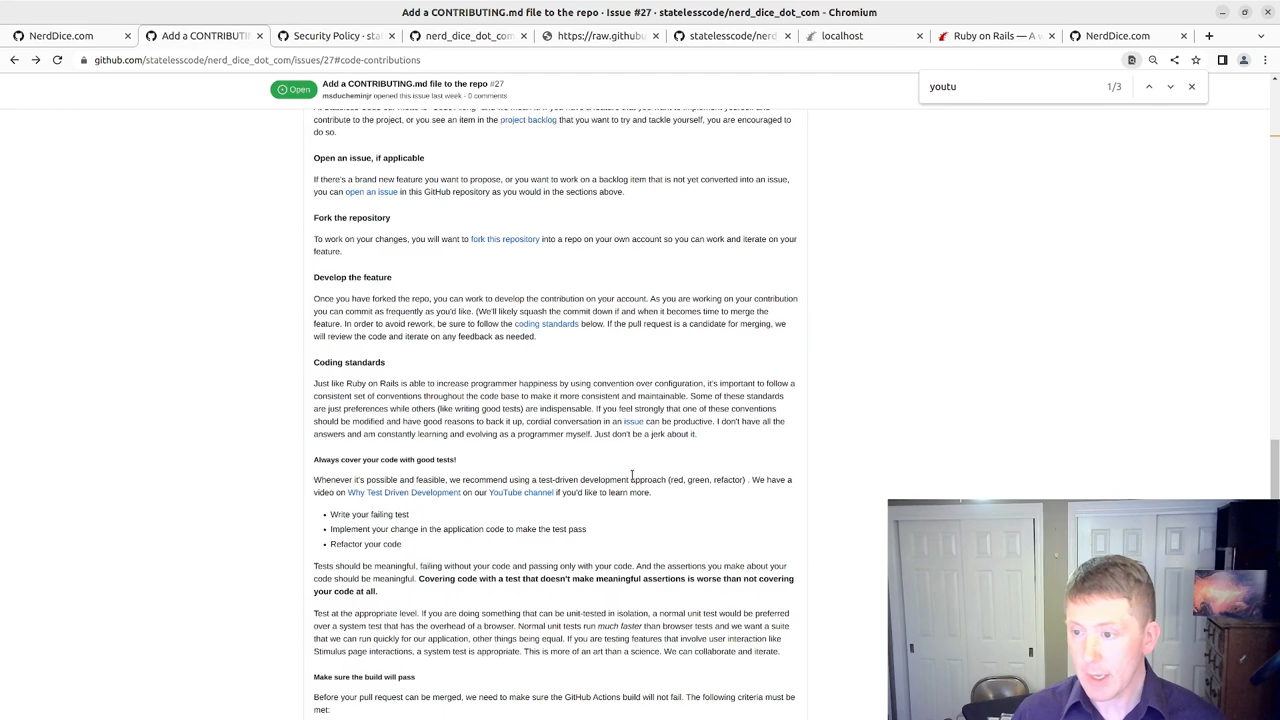 Add a CONTRIBUTING.md file to the repo · Issue #27 · statelesscode/nerd_dice_dot_com - Chromium
NerdDice.com
Add a CONTRIBUTI
Security Policy · sta
nerd_dice_dot_com
https://raw.githubu
statelesscode/nerd
localhost
Ruby on Rails — A w
NerdDice.com
github.com/statelesscode/nerd_dice_dot_com/issues/27#code-contributions
Open
Add a CONTRIBUTING.md file to the repo #27
msducheminjr opened this issue last week · 0 comments
youtu
1/3
contribute to the project, or you see an item in the project backlog that you want to try and tackle yourself, you are encouraged to
do so.
Open an issue, if applicable
If there's a brand new feature you want to propose, or you want to work on a backlog item that is not yet converted into an issue,
you can open an issue in this GitHub repository as you would in the sections above.
Fork the repository
To work on your changes, you will want to fork this repository into a repo on your own account so you can work and iterate on your
feature.
Develop the feature
Once you have forked the repo, you can work to develop the contribution on your account. As you are working on your contribution
you can commit as frequently as you'd like. (We'll likely squash the commit down if and when it becomes time to merge the
feature. In order to avoid rework, be sure to follow the coding standards below. If the pull request is a candidate for merging, we
will review the code and iterate on any feedback as needed.
Coding standards
Just like Ruby on Rails is able to increase programmer happiness by using convention over configuration, it's important to follow a
consistent set of conventions throughout the code base to make it more consistent and maintainable. Some of these standards
are just preferences while others (like writing good tests) are indispensable. If you feel strongly that one of these conventions
should be modified and have good reasons to back it up, cordial conversation in an issue can be productive. I don't have all the
answers and am constantly learning and evolving as a programmer myself. Just don't be a jerk about it.
Always cover your code with good tests!
Whenever it's possible and feasible, we recommend using a test-driven development approach (red, green, refactor) . We have a
video on Why Test Driven Development on our YouTube channel if you'd like to learn more.
• Write your failing test
• Implement your change in the application code to make the test pass
• Refactor your code
Tests should be meaningful, failing without your code and passing only with your code. And the assertions you make about your
code should be meaningful. Covering code with a test that doesn't make meaningful assertions is worse than not covering
your code at all.
Test at the appropriate level. If you are doing something that can be unit-tested in isolation, a normal unit test would be preferred
over a system test that has the overhead of a browser. Normal unit tests run much faster than browser tests and we want a suite
that we can run quickly for our application, other things being equal. If you are testing features that involve user interaction like
Stimulus page interactions, a system test is appropriate. This is more of an art than a science. We can collaborate and iterate.
Make sure the build will pass
Before your pull request can be merged, we need to make sure the GitHub Actions build will not fail. The following criteria must be
met: